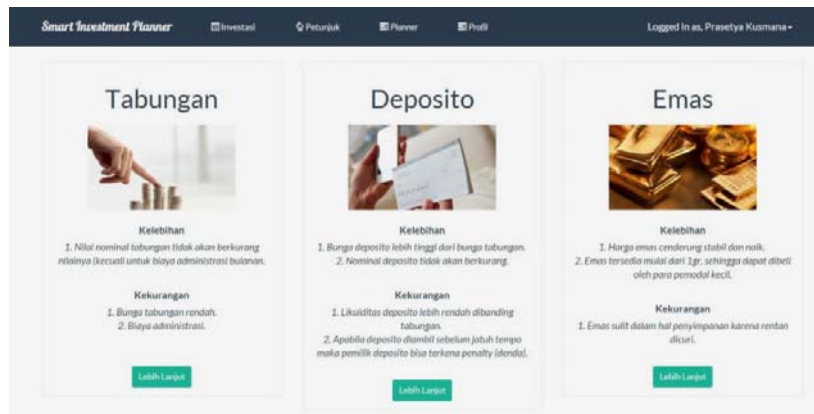 Smart Investment Planner Investasi Petunjuk Planner Profil Logged in as, Prasetya Kusmana
Tabungan
Kelebihan
1. Nilai nominal tabungan tidak akan berkurang
nilainya (kecuali untuk biaya administrasi bulanan.
Kekurangan
1. Bunga tabungan rendah.
2. Biaya administrasi.
Lebih Lanjut
Deposito
Kelebihan
1. Bunga deposito lebih tinggi dari bunga tabungan.
2. Nominal deposito tidak akan berkurang.
Kekurangan
1. Likuiditas deposito lebih rendah dibanding
tabungan.
2. Apabila deposito diambil sebelum jatuh tempo
maka pemilik deposito bisa terkena penalty (denda).
Lebih Lanjut
Emas
Kelebihan
1. Harga emas cenderung stabil dan naik.
2. Emas tersedia mulai dari 1gr, sehingga dapat dibeli
oleh para pemodal kecil.
Kekurangan
1. Emas sulit dalam hal penyimpanan karena rentan
dicuri.
Lebih Lanjut